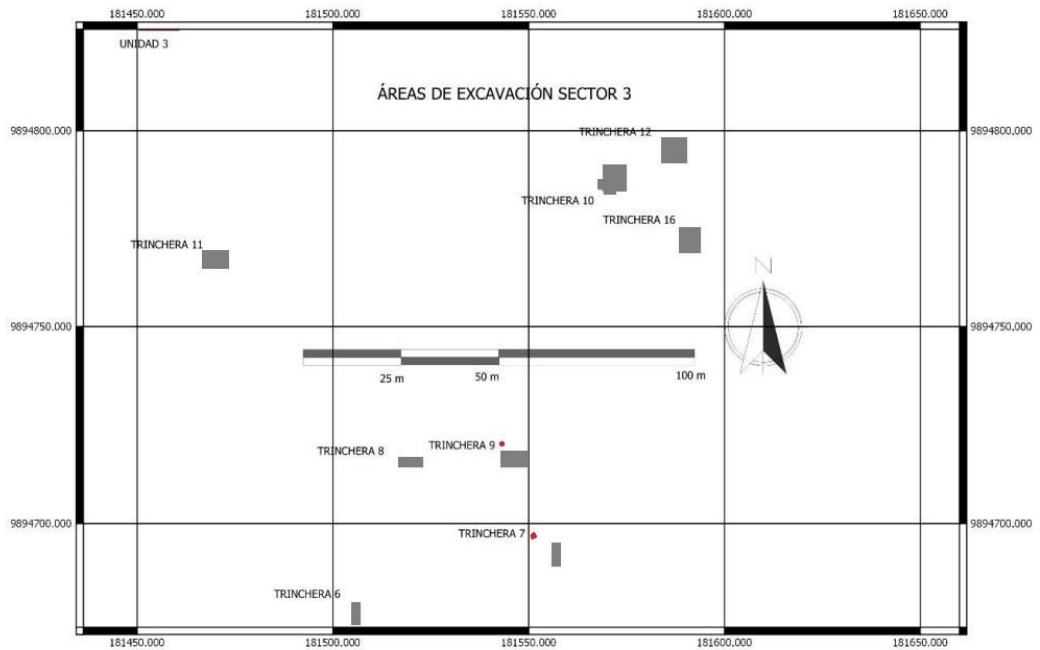 181450.000 181500.000 181550.000 181600.000 181650.000
UNIDAD 3
ÁREAS DE EXCAVACIÓN SECTOR 3
9894800.000 TRINCHERA 12 9894800.000
TRINCHERA 10
TRINCHERA 16
TRINCHERA 11
N
9894750.000 9894750.000
25 m 50 m 100 m
TRINCHERA 8 TRINCHERA 9
9894700.000 9894700.000
TRINCHERA 7
TRINCHERA 6
181450.000 181500.000 181550.000 181600.000 181650.000